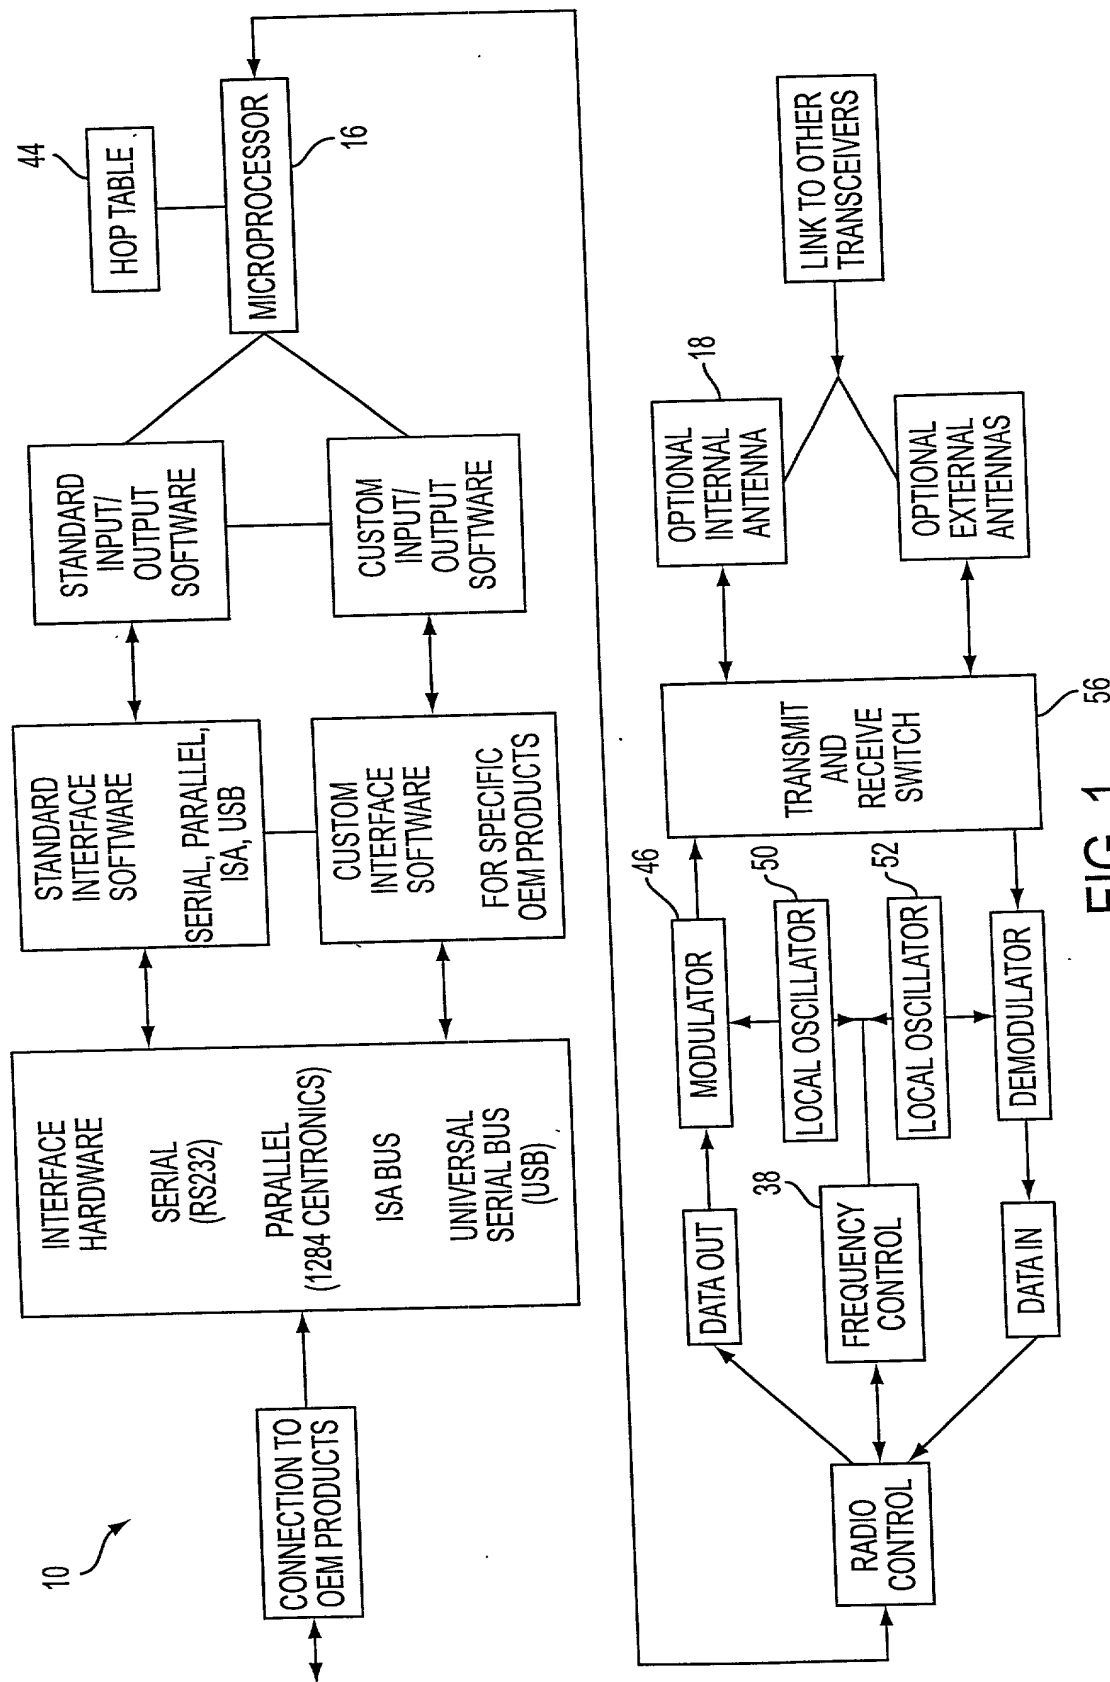 10
CONNECTION TO
OEM PRODUCTS
INTERFACE
HARDWARE
SERIAL
(RS232)
PARALLEL
(1284 CENTRONICS)
ISA BUS
UNIVERSAL
SERIAL BUS
(USB)
STANDARD
INTERFACE
SOFTWARE
SERIAL, PARALLEL,
ISA, USB
CUSTOM
INTERFACE
SOFTWARE
FOR SPECIFIC
OEM PRODUCTS
STANDARD
INPUT/
OUTPUT
SOFTWARE
CUSTOM
INPUT/
OUTPUT
SOFTWARE
44
HOP TABLE
MICROPROCESSOR
16
RADIO
CONTROL
DATA OUT
38
FREQUENCY
CONTROL
DATA IN
46
MODULATOR
50
LOCAL OSCILLATOR
52
LOCAL OSCILLATOR
DEMODULATOR
TRANSMIT
AND
RECEIVE
SWITCH
56
18
OPTIONAL
INTERNAL
ANTENNA
OPTIONAL
EXTERNAL
ANTENNAS
LINK TO OTHER
TRANSCEIVERS
FIG. 1